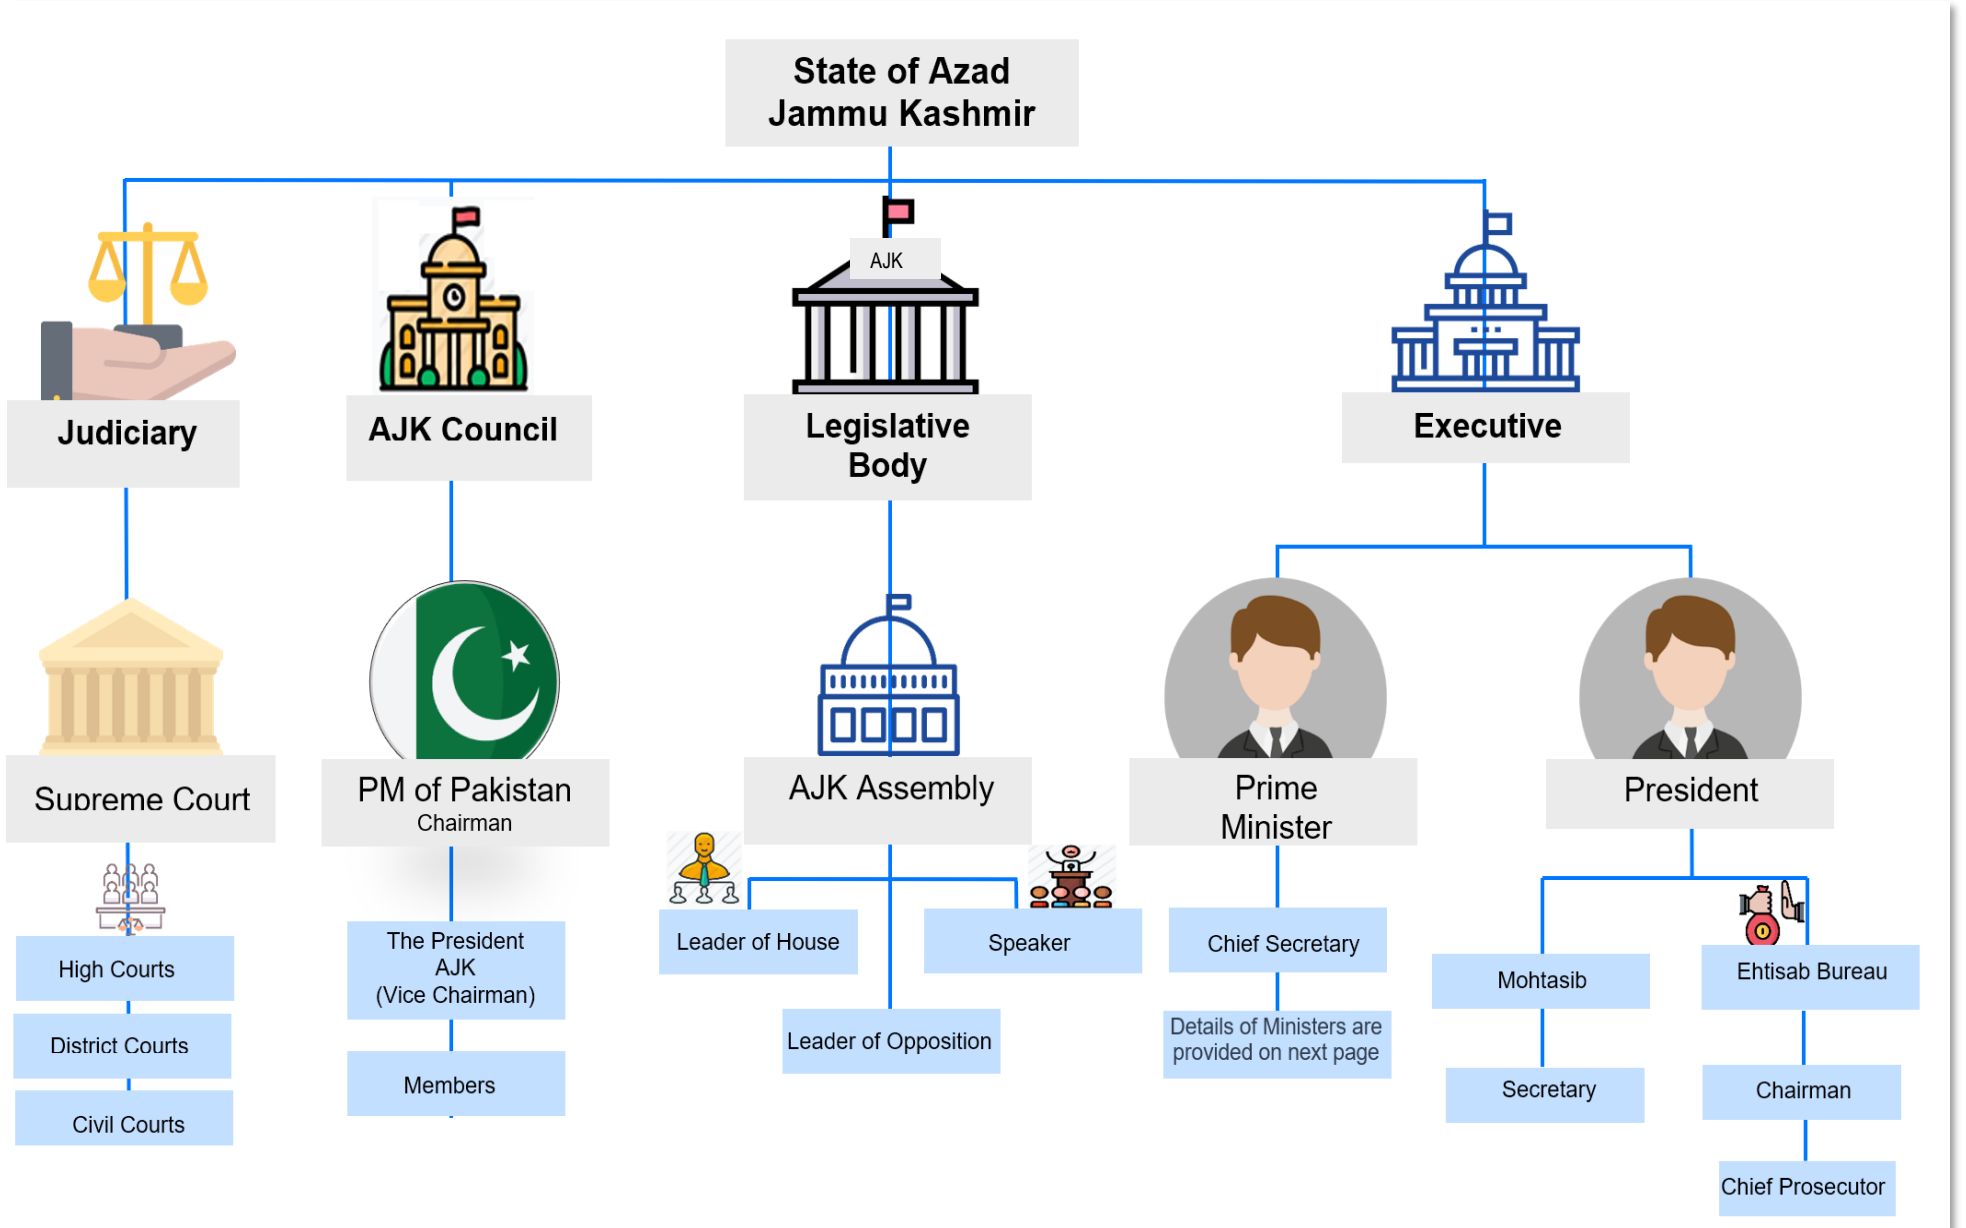 State of Azad
Jammu Kashmir
AJK
Judiciary
AJK Council
Legislative
Body
Executive
Supreme Court
PM of Pakistan
Chairman
AJK Assembly
Prime
Minister
President
High Courts
District Courts
Civil Courts
The President
AJK
(Vice Chairman)
Members
Leader of House
Speaker
Leader of Opposition
Chief Secretary
Details of Ministers are
provided on next page
Mohtasib
Secretary
Ehtisab Bureau
Chairman
Chief Prosecutor